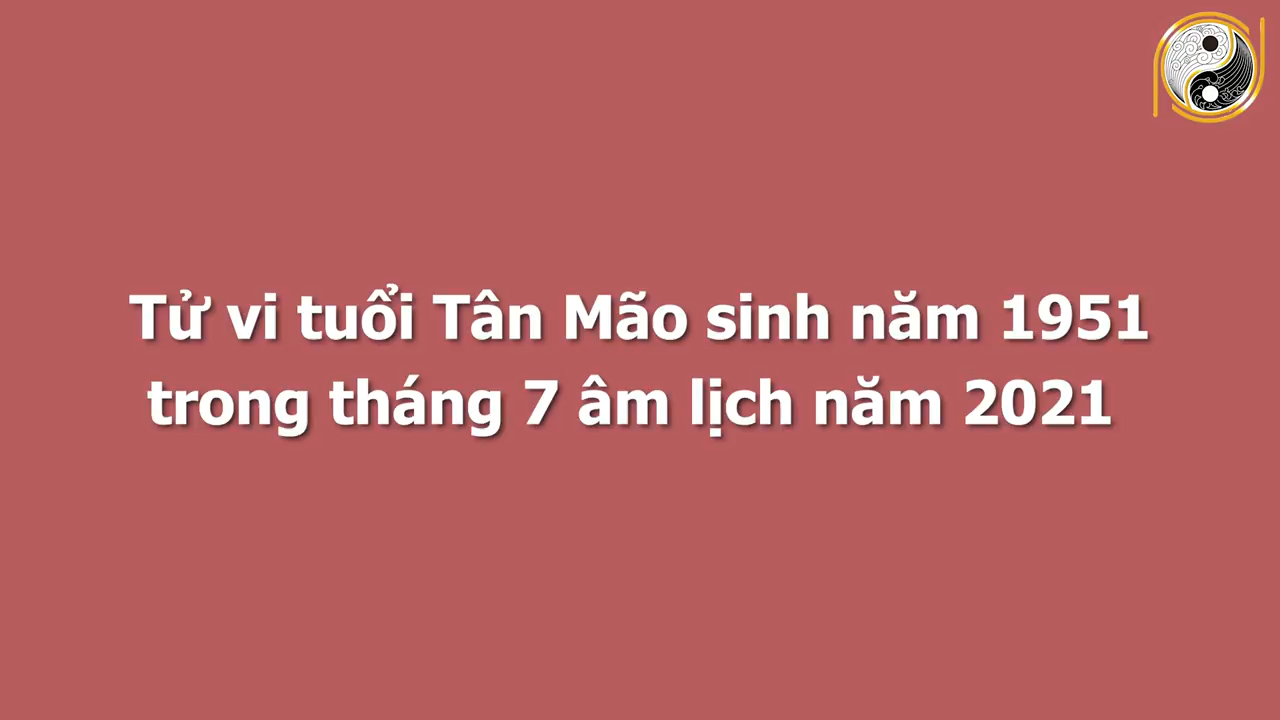 Tử vi tuổi Tân Mão sinh năm 1951
trong tháng 7 âm lịch năm 2021